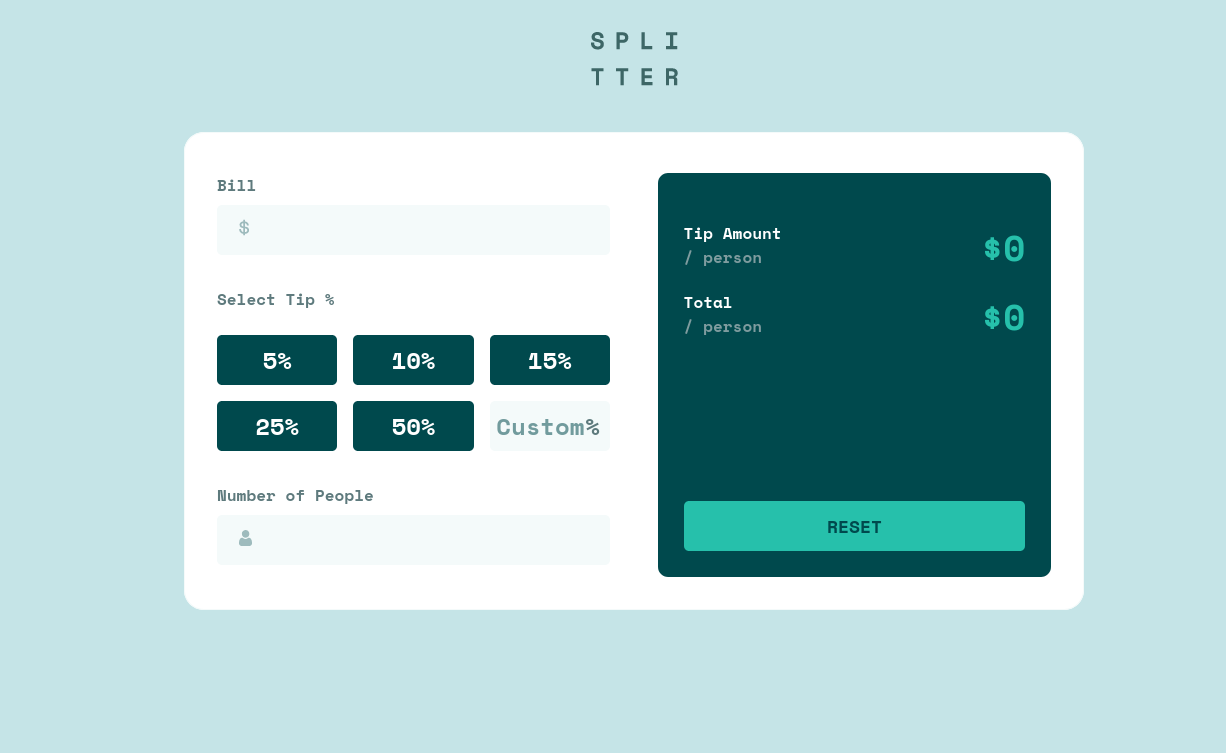 SPLI
TTER
Bill
$
Select Tip %
5%
10%
15%
25%
50%
Custom%
Number of People
Tip Amount
/ person
$0
Total
/ person
$0
RESET